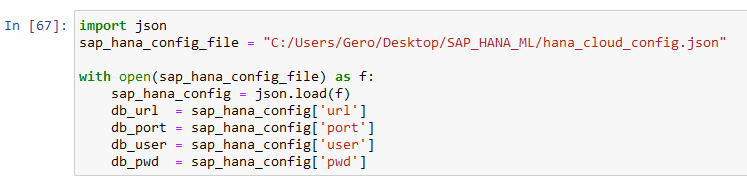 In [67]: import json
sap_hana_config_file = "C:/Users/Gero/Desktop/SAP_HANA_ML/hana_cloud_config.json"
with open(sap_hana_config_file) as f:
    sap_hana_config = json.load(f)
    db_url  = sap_hana_config['url']
    db_port = sap_hana_config['port']
    db_user = sap_hana_config['user']
    db_pwd  = sap_hana_config['pwd']